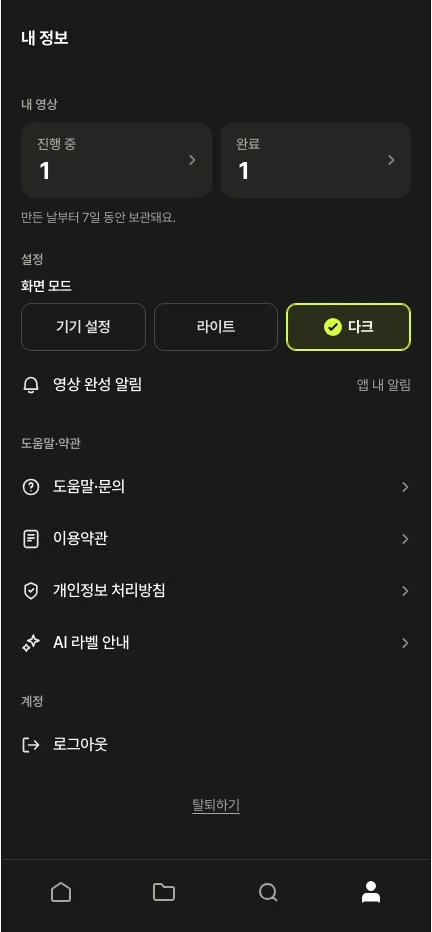 내 정보
내 영상
진행 중
1
완료
1
만든 날부터 7일 동안 보관돼요.
설정
화면 모드
기기 설정
라이트
다크
영상 완성 알림
앱 내 알림
도움말·약관
도움말·문의
이용약관
개인정보 처리방침
AI 라벨 안내
계정
로그아웃
탈퇴하기